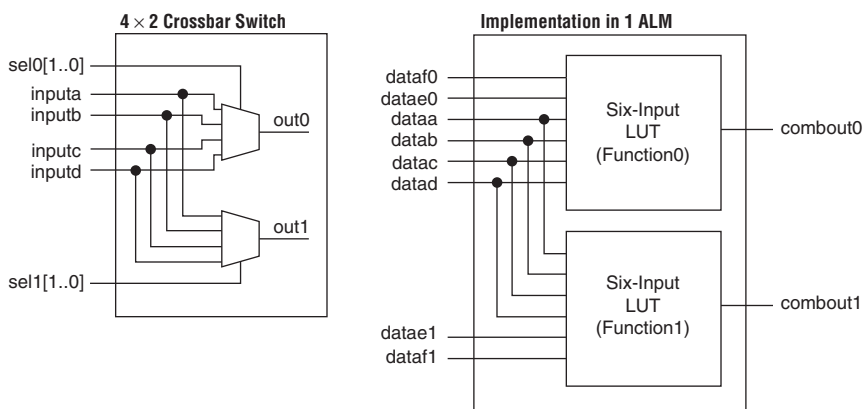 4 × 2 Crossbar Switch
sel0[1..0]
inputa
inputb
inputc
inputd
out0
out1
sel1[1..0]
Implementation in 1 ALM
dataf0
datae0
dataa
datab
datac
datad
Six-Input
LUT
(Function0)
combout0
Six-Input
LUT
(Function1)
combout1
datae1
dataf1